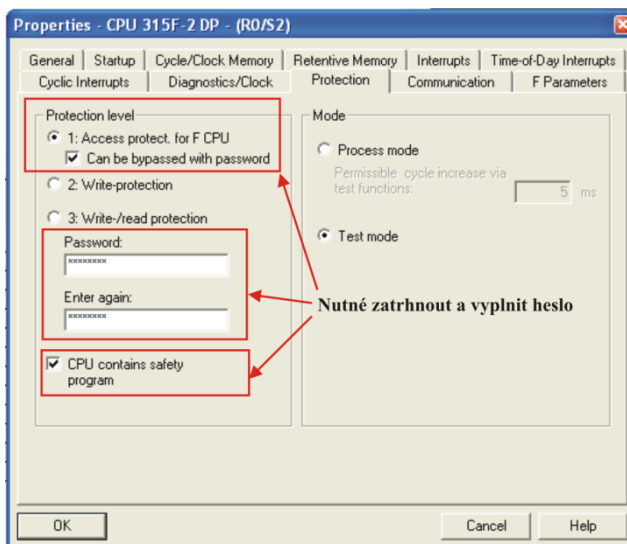 Properties - CPU 315F-2 DP - (R0/S2)
General Startup Cycle/Clock Memory Retentive Memory Interrupts Time-of-Day Interrupts
Cyclic Interrupts Diagnostics/Clock Protection Communication F Parameters
Protection level
1: Access protect. for F CPU
Can be bypassed with password
2: Write-protection
3: Write-/read protection
Password:
********
Enter again:
********
CPU contains safety
program
Mode
Process mode
Permissible cycle increase via
test functions:
5 ms
Test mode
Nutné zatrhnout a vyplnit heslo
OK Cancel Help